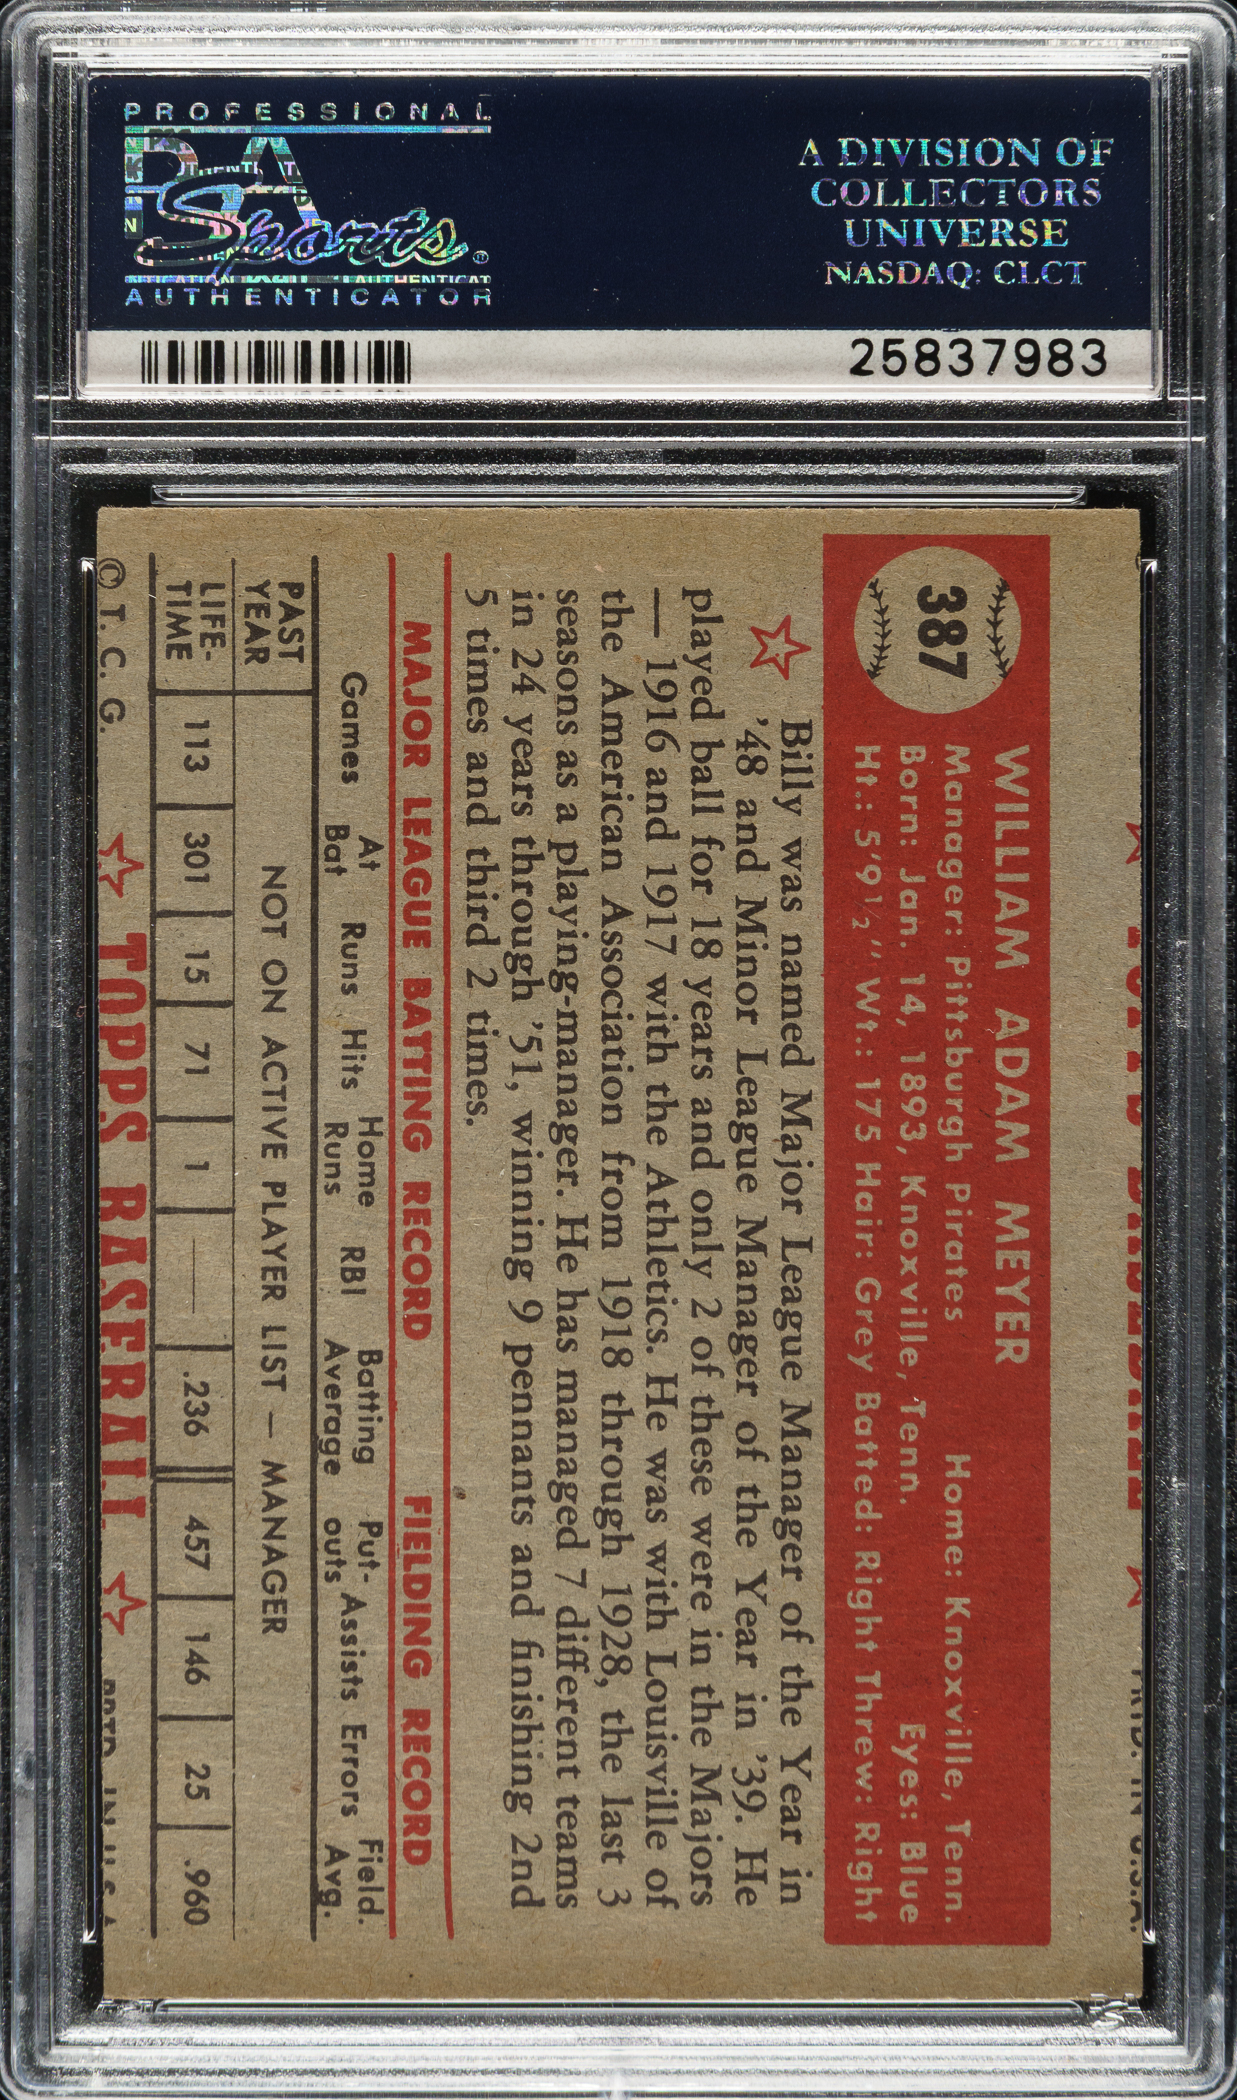 PROFESSIONAL
PSA
Sports®
AUTHENTICATOR
A DIVISION OF
COLLECTORS
UNIVERSE
NASDAQ: CLCT
25837983
387
WILLIAM ADAM MEYER
Manager: Pittsburgh Pirates Home: Knoxville, Tenn.
Born: Jan. 14, 1893, Knoxville, Tenn. Eyes: Blue
Ht.: 5'9½" Wt.: 175 Hair: Grey Batted: Right Threw: Right
Billy was named Major League Manager of the Year in
'48 and Minor League Manager of the Year in '39. He
played ball for 18 years and only 2 of these were in the Majors
— 1916 and 1917 with the Athletics. He was with Louisville of
the American Association from 1918 through 1928, the last 3
seasons as a playing-manager. He has managed 7 different teams
in 24 years through '51, winning 9 pennants and finishing 2nd
5 times and third 2 times.
MAJOR LEAGUE BATTING RECORD FIELDING RECORD
Games At Bat Runs Hits Home Runs RBI Batting Average Put-outs Assists Errors Field. Avg.
PAST YEAR NOT ON ACTIVE PLAYER LIST — MANAGER
LIFE-TIME 113 301 15 71 1 — .236 457 146 25 .960
© T. C. G. TOPPS BASEBALL PRTD. IN U.S.A.